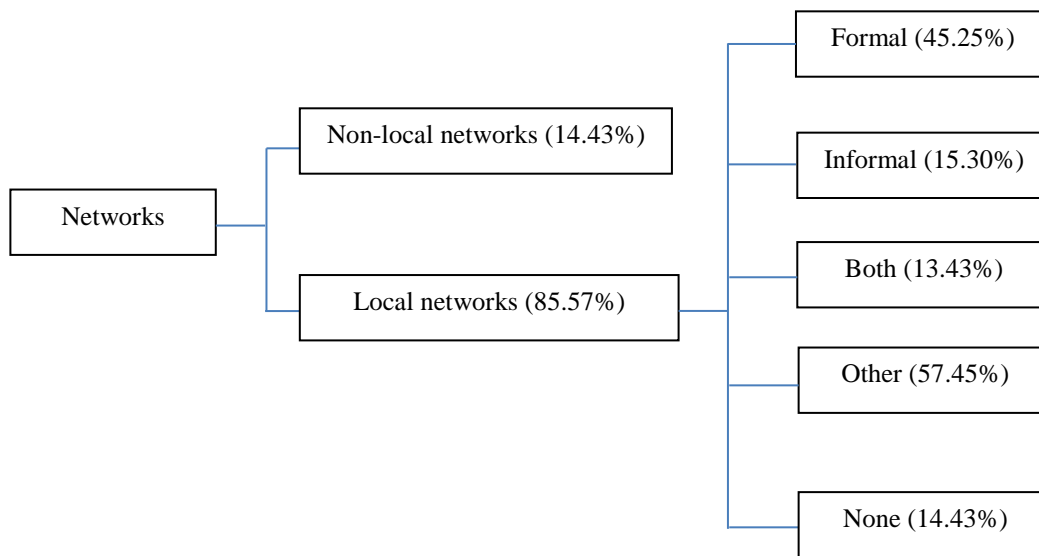 Networks
Non-local networks (14.43%)
Local networks (85.57%)
Formal (45.25%)
Informal (15.30%)
Both (13.43%)
Other (57.45%)
None (14.43%)